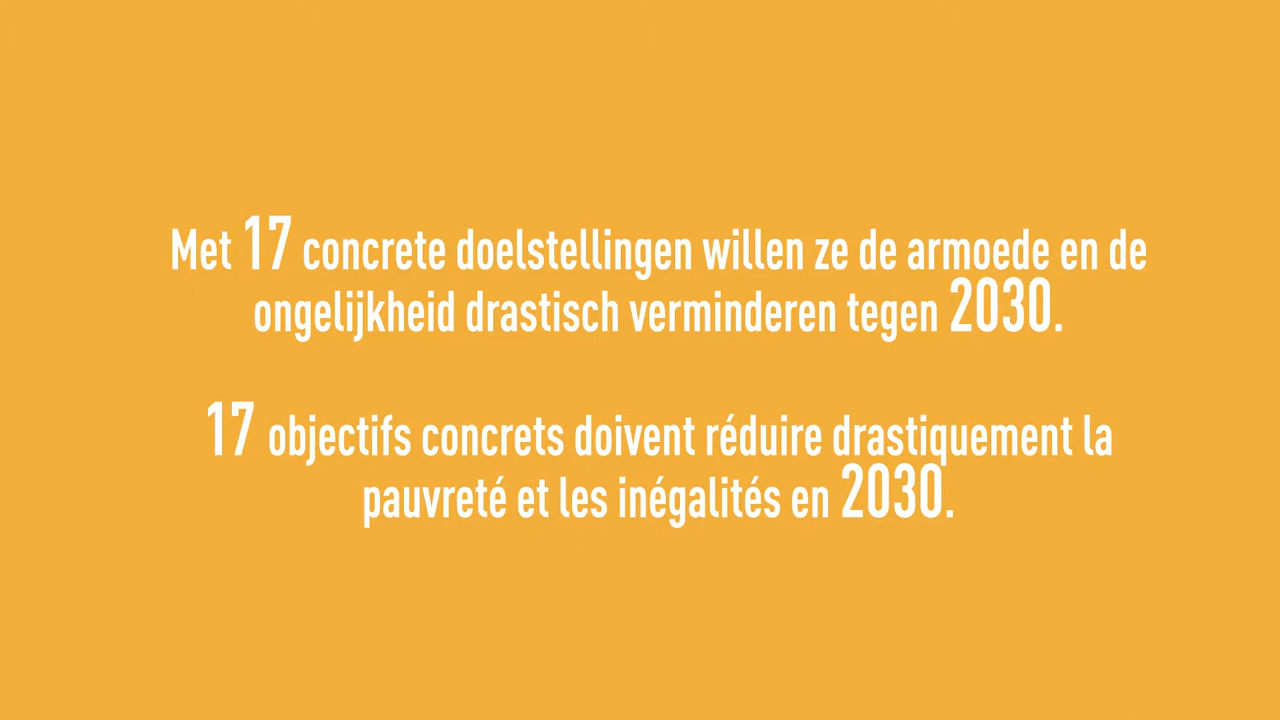 Met 17 concrete doelstellingen willen ze de armoede en de
ongelijkheid drastisch verminderen tegen 2030.
17 objectifs concrets doivent réduire drastiquement la
pauvreté et les inégalités en 2030.